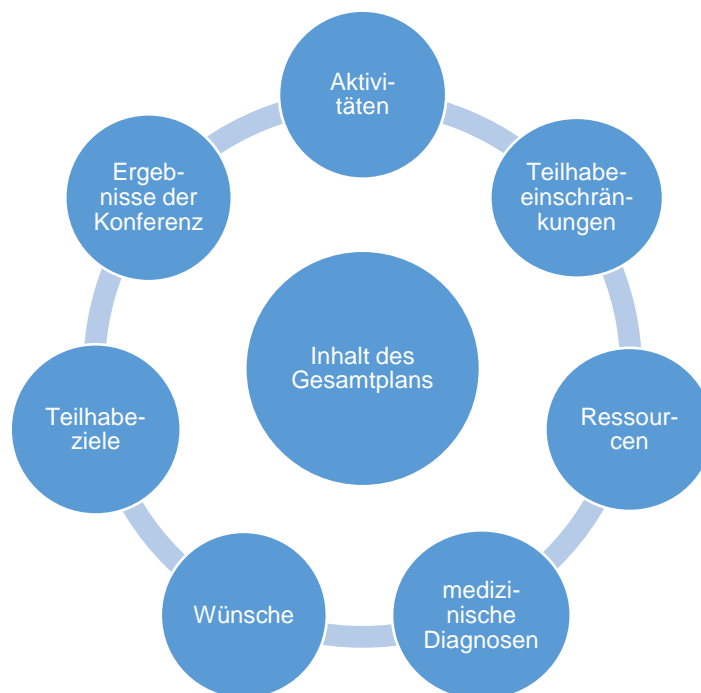 Aktivi-
täten
Teilhabe-
einschrän-
kungen
Ressour-
cen
medizi-
nische
Diagnosen
Wünsche
Teilhabe-
ziele
Ergeb-
nisse der
Konferenz
Inhalt des
Gesamtplans